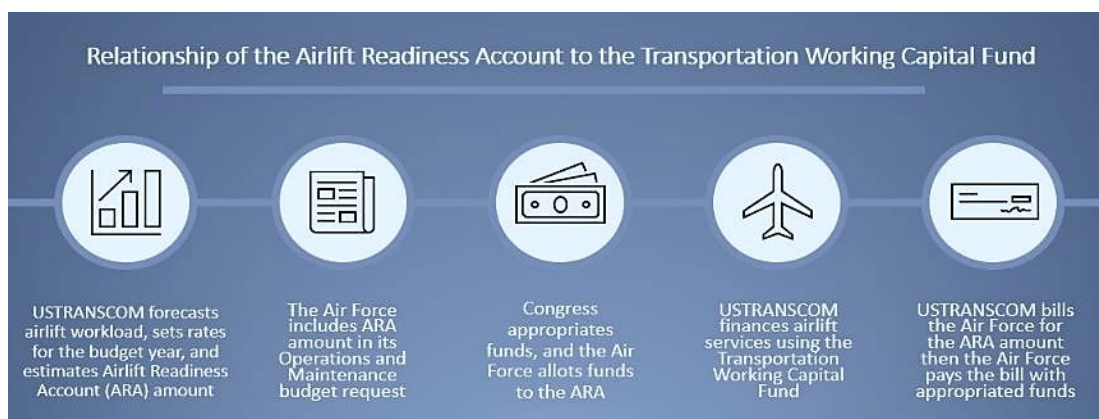 Relationship of the Airlift Readiness Account to the Transportation Working Capital Fund
USTRANSCOM forecasts
airlift workload, sets rates
for the budget year, and
estimates Airlift Readiness
Account (ARA) amount
The Air Force
includes ARA
amount in its
Operations and
Maintenance
budget request
Congress
appropriates
funds, and the Air
Force allots funds
to the ARA
USTRANSCOM
finances airlift
services using the
Transportation
Working Capital
Fund
USTRANSCOM bills
the Air Force for
the ARA amount
then the Air Force
pays the bill with
appropriated funds